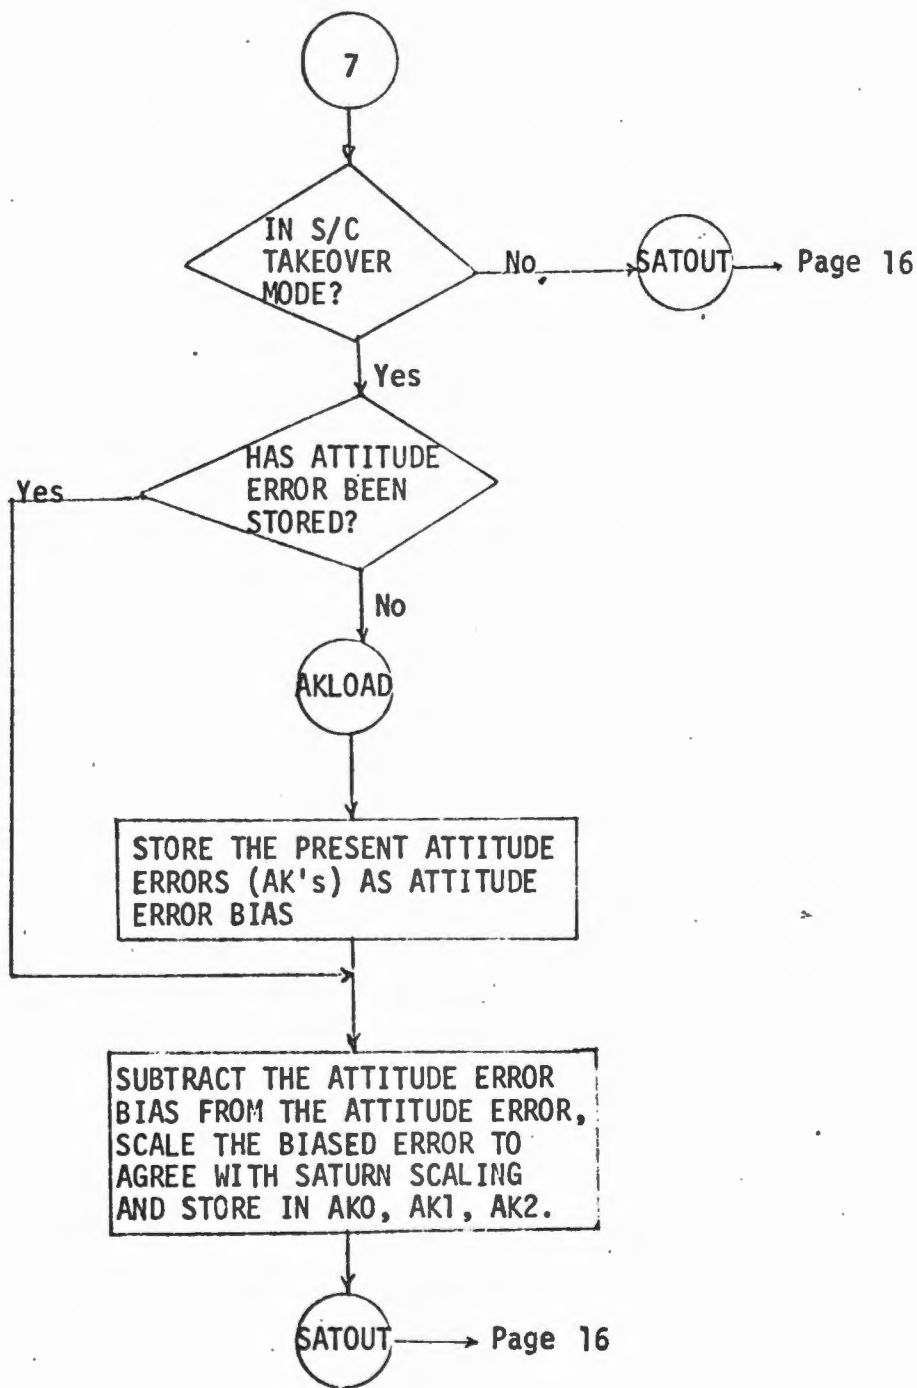 7
IN S/C
TAKEOVER
MODE?
No
SATOUT
Page 16
Yes
HAS ATTITUDE
ERROR BEEN
STORED?
Yes
No
AKLOAD
STORE THE PRESENT ATTITUDE
ERRORS (AK's) AS ATTITUDE
ERROR BIAS
SUBTRACT THE ATTITUDE ERROR
BIAS FROM THE ATTITUDE ERROR,
SCALE THE BIASED ERROR TO
AGREE WITH SATURN SCALING
AND STORE IN AK0, AK1, AK2.
SATOUT
Page 16